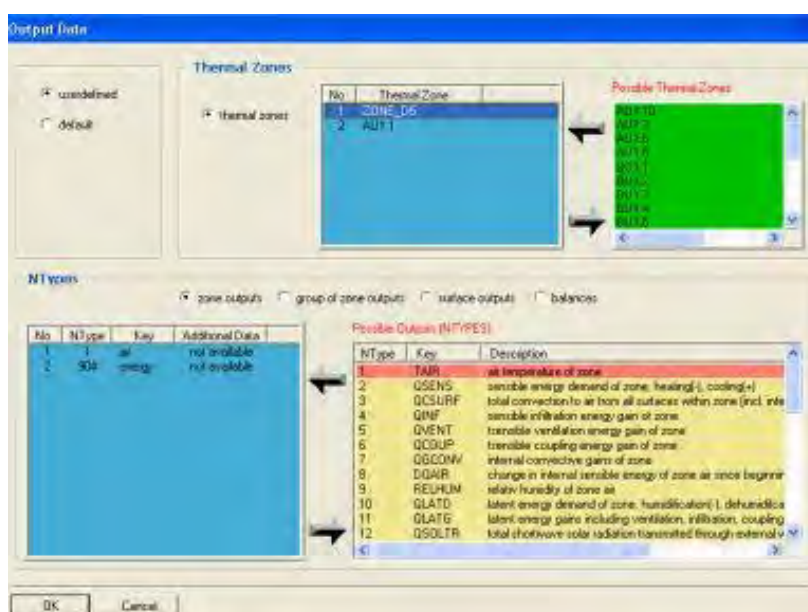 Output Data
Thermal Zones
userdefined
default
thermal zones
No Thermal Zone
1 ZONE_D6
2 AUY1
Possible Thermal Zones
AUY10
NTypes
zone outputs group of zone outputs surface outputs balances
No NType Key Additional Data
1 1 air not available
2 904 energy not available
Possible Outputs (NTYPES)
NType Key Description
1 TAIR air temperature of zone
2 QSENS sensible energy demand of zone, heating(-), cooling(+)
3 QCSURF total convection to air from all surfaces within zone (incl. inte
4 QINF sensible infiltration energy gain of zone
5 QVENT ventilation energy gain of zone
6 QCOUP coupling energy gain of zone
7 QGCONV internal convective gains of zone
8 DQAIR change in internal sensible energy of zone air since beginnin
9 RELHUM relativ humidity of zone air
10 QLATD latent energy demand of zone, humidification(-), dehumidifica
11 QLATG latent energy gains including ventilation, infiltration, coupling
12 QSOLTR total shortwave solar radiation transmitted through external w
OK Cancel